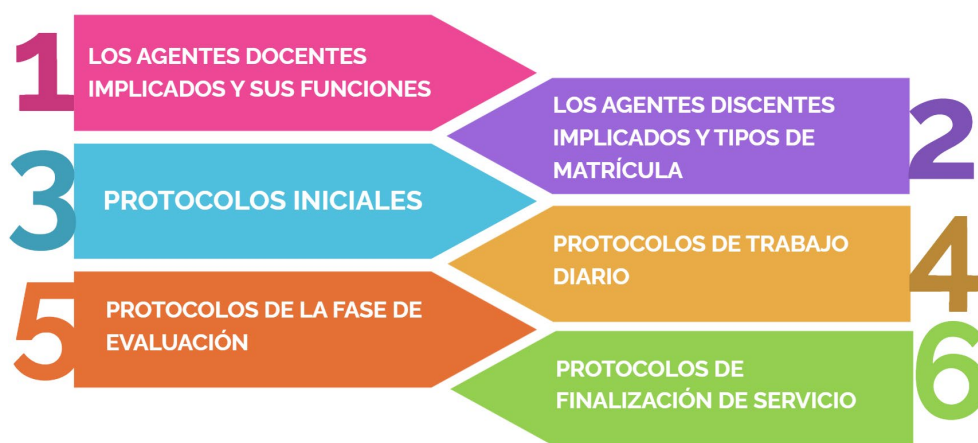 1
LOS AGENTES DOCENTES
IMPLICADOS Y SUS FUNCIONES
2
LOS AGENTES DISCENTES
IMPLICADOS Y TIPOS DE
MATRÍCULA
3
PROTOCOLOS INICIALES
4
PROTOCOLOS DE TRABAJO
DIARIO
5
PROTOCOLOS DE LA FASE DE
EVALUACIÓN
6
PROTOCOLOS DE
FINALIZACIÓN DE SERVICIO